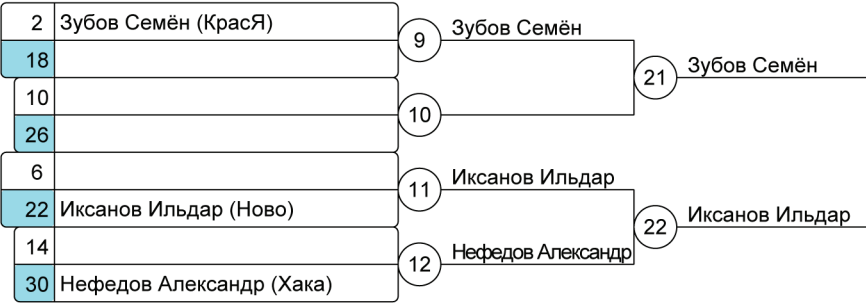 2 Зубов Семён (КрасЯ)
9 Зубов Семён
18
21 Зубов Семён
10
10
26
6
11 Иксанов Ильдар
22 Иксанов Ильдар (Ново)
22 Иксанов Ильдар
14
12 Нефедов Александр
30 Нефедов Александр (Хака)